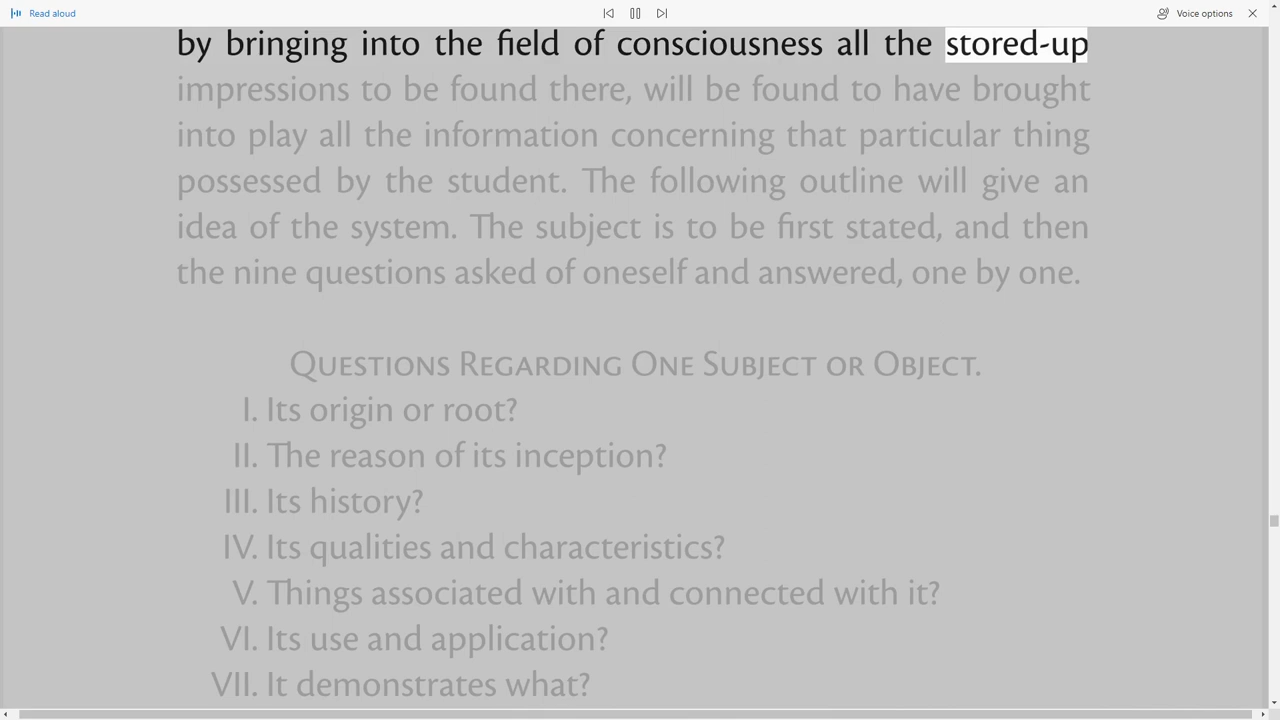 Read aloud
Voice options
by bringing into the field of consciousness all the stored-up
impressions to be found there, will be found to have brought
into play all the information concerning that particular thing
possessed by the student. The following outline will give an
idea of the system. The subject is to be first stated, and then
the nine questions asked of oneself and answered, one by one.
Questions Regarding One Subject or Object.
I. Its origin or root?
II. The reason of its inception?
III. Its history?
IV. Its qualities and characteristics?
V. Things associated with and connected with it?
VI. Its use and application?
VII. It demonstrates what?